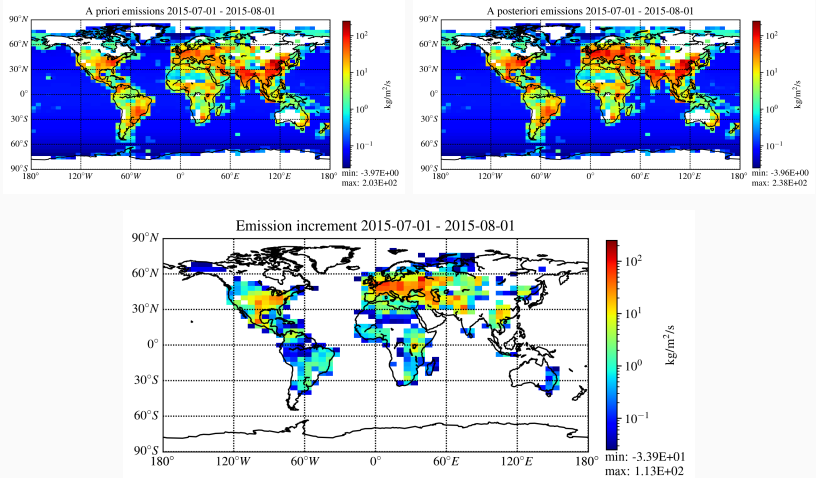 A priori emissions 2015-07-01 - 2015-08-01
90°N
60°N
30°N
0°
30°S
60°S
90°S
180° 120°W 60°W 0° 60°E 120°E 180°
10²
10¹
10⁰
10⁻¹
kg/m²/s
min: -3.97E+00
max: 2.03E+02
A posteriori emissions 2015-07-01 - 2015-08-01
90°N
60°N
30°N
0°
30°S
60°S
90°S
180° 120°W 60°W 0° 60°E 120°E 180°
10²
10¹
10⁰
10⁻¹
kg/m²/s
min: -3.96E+00
max: 2.38E+02
Emission increment 2015-07-01 - 2015-08-01
90°N
60°N
30°N
0°
30°S
60°S
90°S
180° 120°W 60°W 0° 60°E 120°E 180°
10²
10¹
10⁰
10⁻¹
kg/m²/s
min: -3.39E+01
max: 1.13E+02